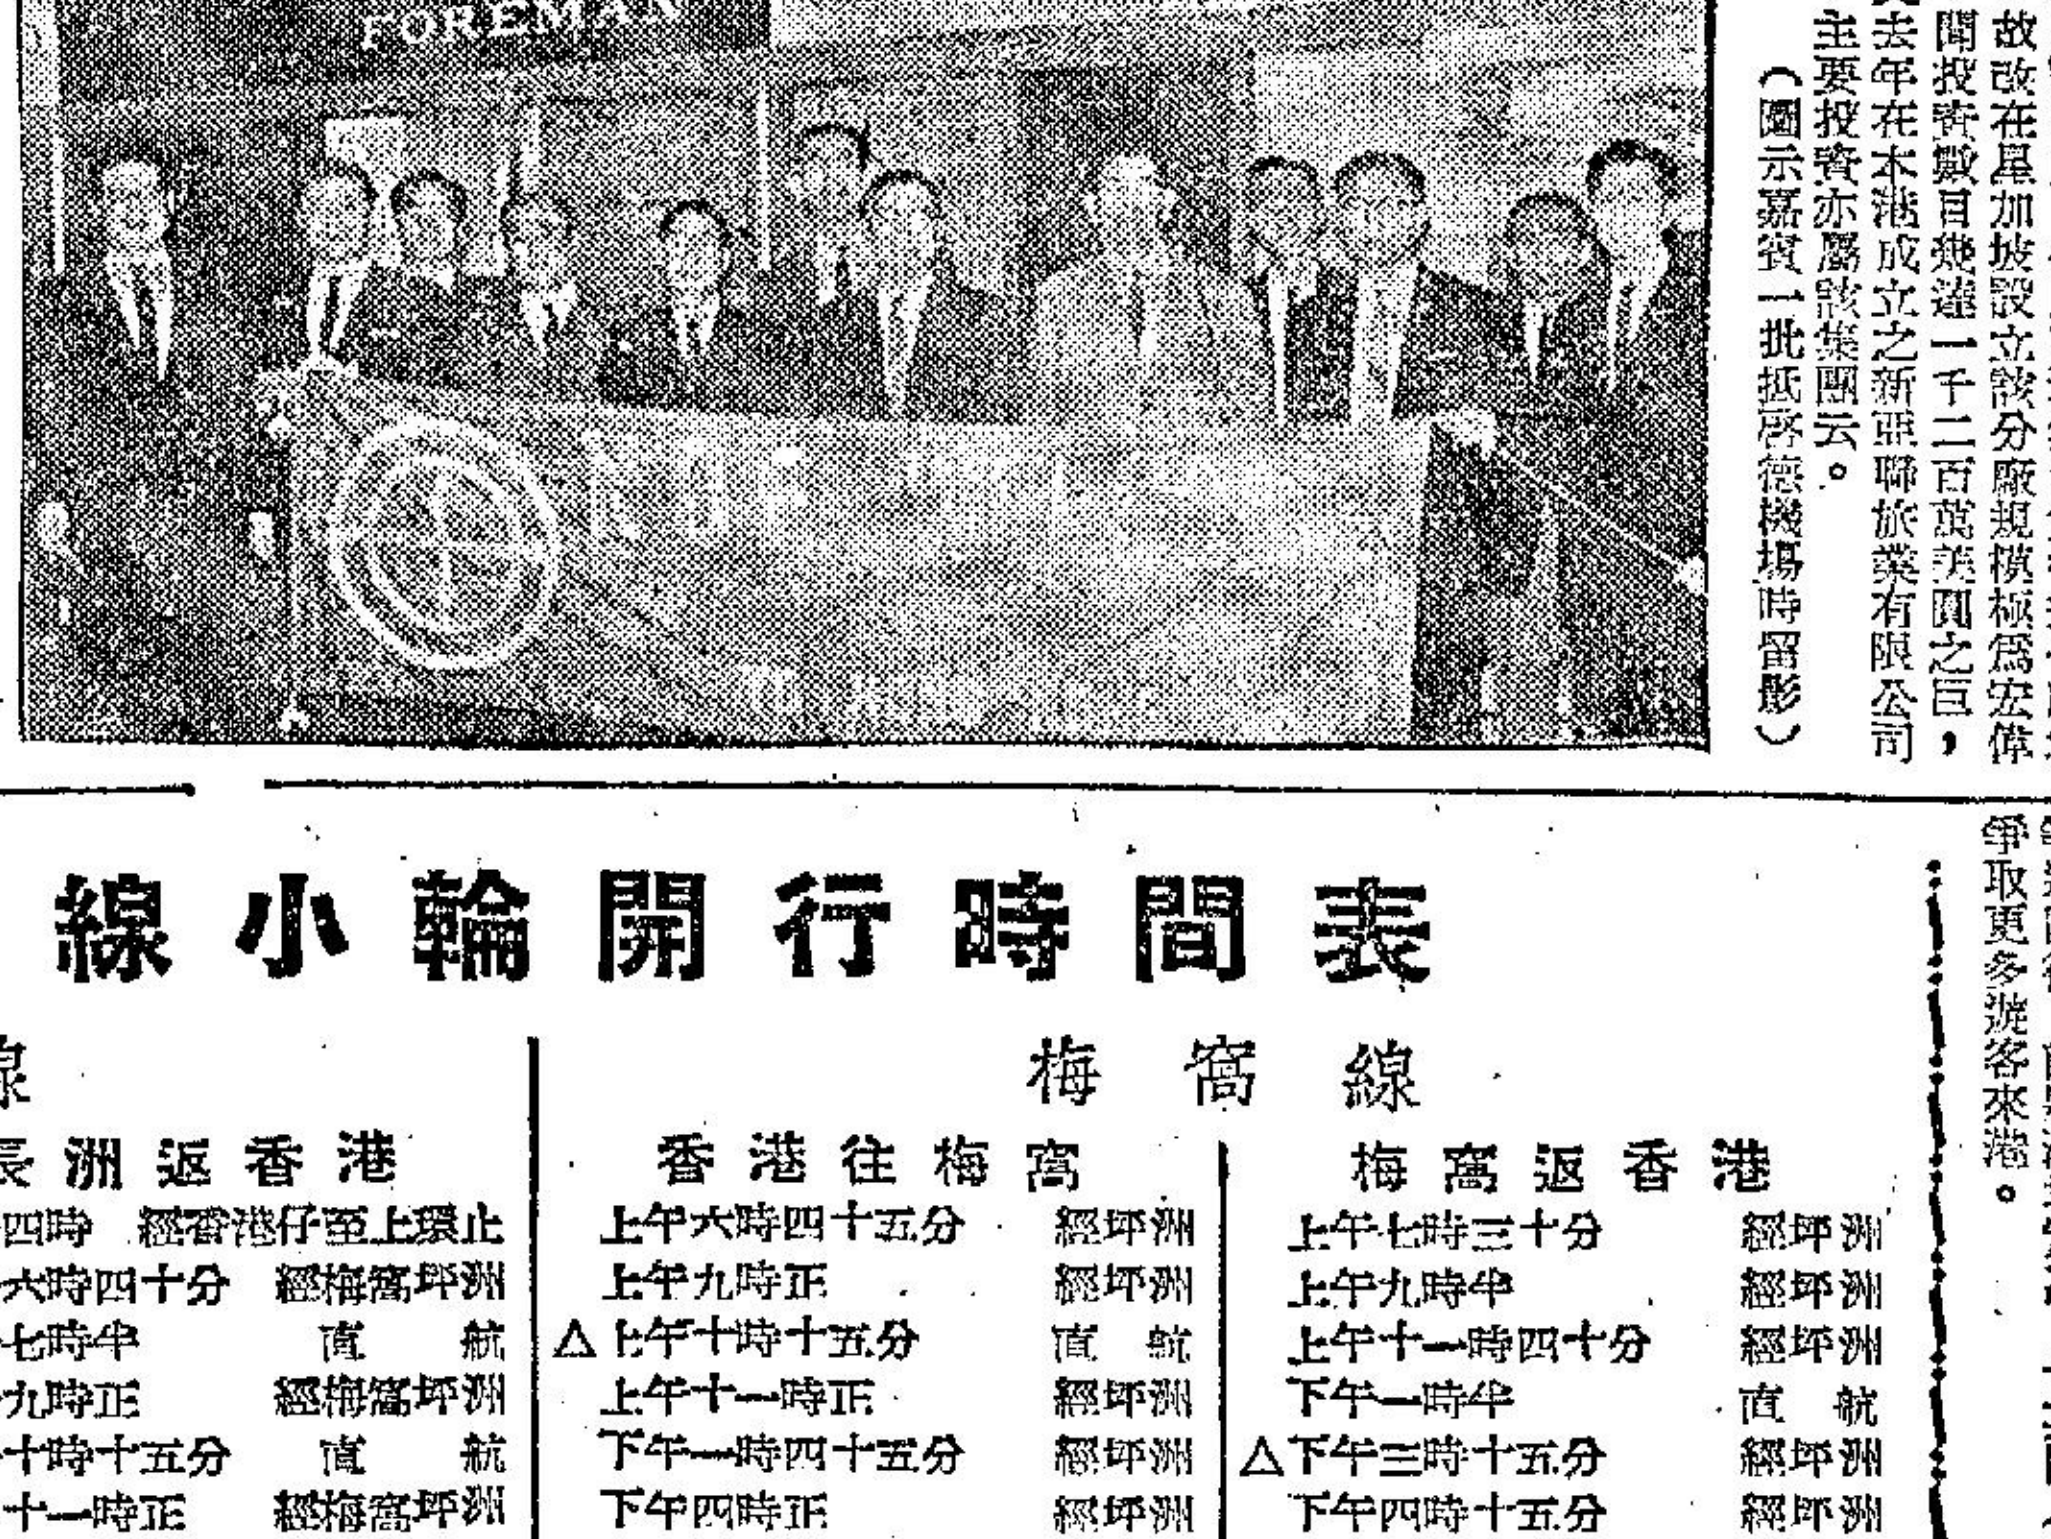 FOREMAN
故改在星加坡設立該分廠規模極爲宏偉
聞投資數目幾達一千二百萬美圓之巨，
去年在本港成立之新亞聯旅業有限公司
主要投資亦屬該集團云。
（圖示嘉賓一批抵啓德機場時留影）
爭取更多遊客來港。
線小輪開行時間表
線
長洲返香港
四時 經香港仔至上環止
六時四十分 經梅窩坪洲
七時半 直航
九時正 經梅窩坪洲
十時十五分 直航
十一時正 經梅窩坪洲
梅窩線
香港往梅窩
上午六時四十五分 經坪洲
上午九時正 經坪洲
△上午十時十五分 直航
上午十一時正 經坪洲
下午一時四十五分 經坪洲
下午四時正 經坪洲
梅窩返香港
上午七時三十分 經坪洲
上午九時半 經坪洲
上午十一時四十分 經坪洲
下午一時半 直航
△下午三時十五分 經坪洲
下午四時十五分 經坪洲